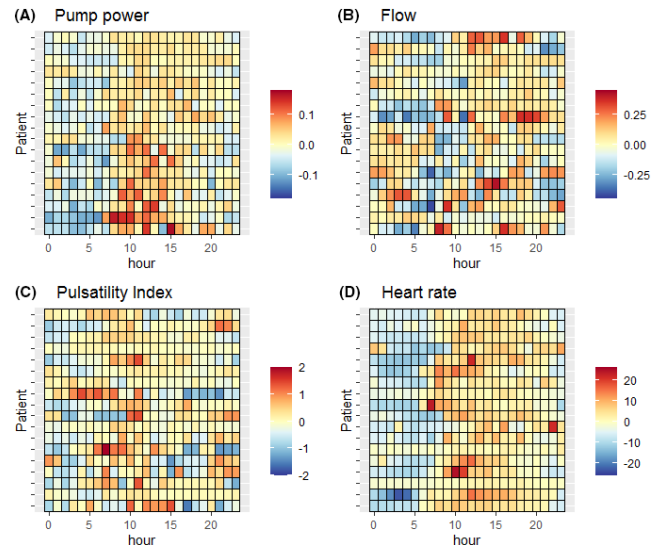 (A) Pump power
Patient
0.1
0.0
-0.1
0 5 10 15 20
hour
(B) Flow
Patient
0.25
0.00
-0.25
0 5 10 15 20
hour
(C) Pulsatility Index
Patient
2
1
0
-1
-2
0 5 10 15 20
hour
(D) Heart rate
Patient
20
10
0
-10
-20
0 5 10 15 20
hour